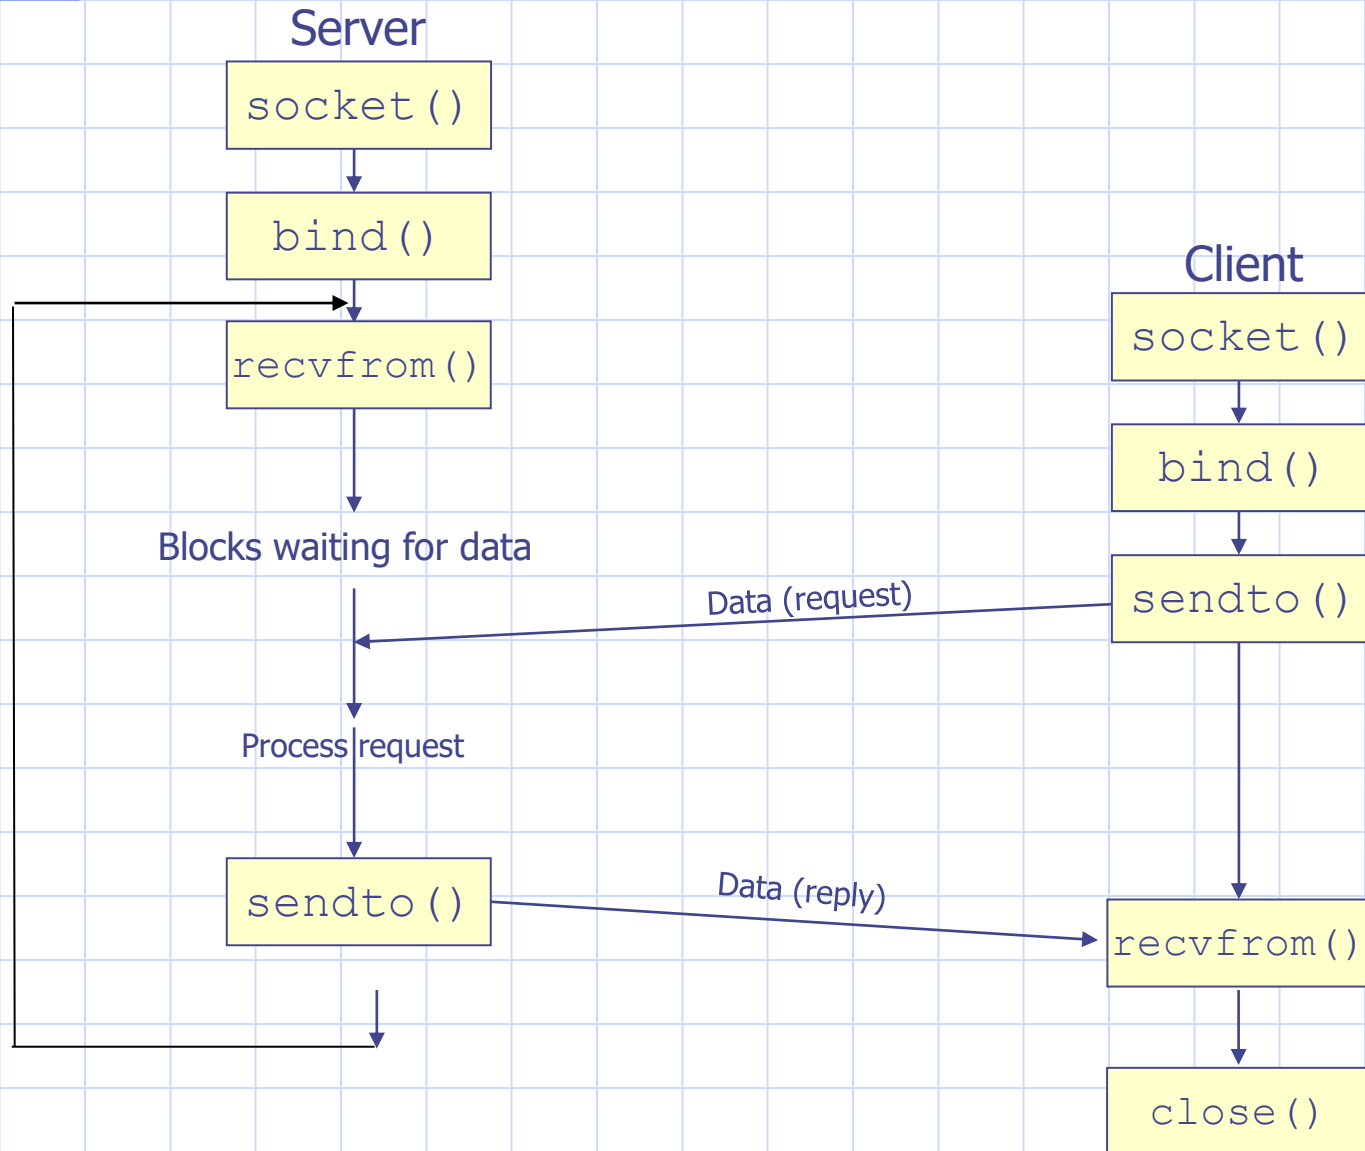 Server
socket()
bind()
recvfrom()
Blocks waiting for data
Process request
sendto()
Data (request)
Data (reply)
Client
socket()
bind()
sendto()
recvfrom()
close()